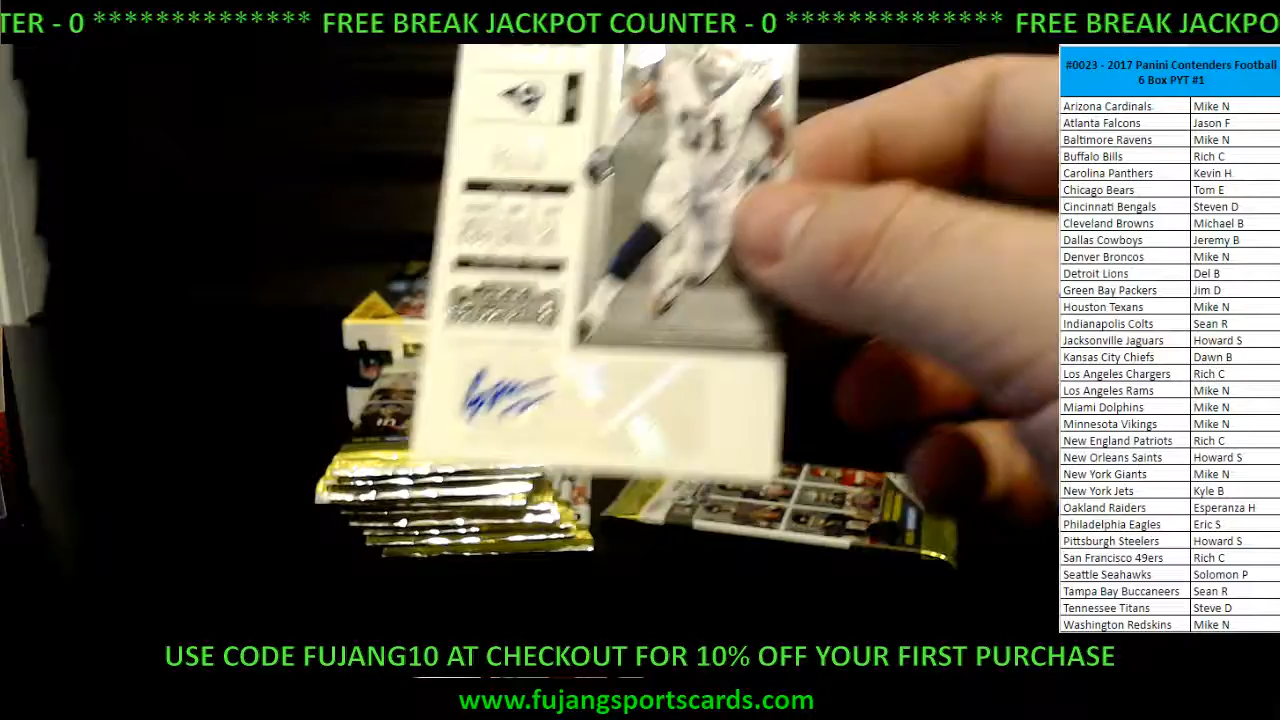 TER - 0 ************** FREE BREAK JACKPOT COUNTER - 0 ************** FREE BREAK JACKPO
#0023 - 2017 Panini Contenders Football
6 Box PYT #1
Arizona Cardinals Mike N
Atlanta Falcons Jason F
Baltimore Ravens Mike N
Buffalo Bills Rich C
Carolina Panthers Kevin H
Chicago Bears Tom E
Cincinnati Bengals Steven D
Cleveland Browns Michael B
Dallas Cowboys Jeremy B
Denver Broncos Mike N
Detroit Lions Del B
Green Bay Packers Jim D
Houston Texans Mike N
Indianapolis Colts Sean R
Jacksonville Jaguars Howard S
Kansas City Chiefs Dawn B
Los Angeles Chargers Rich C
Los Angeles Rams Mike N
Miami Dolphins Mike N
Minnesota Vikings Mike N
New England Patriots Rich C
New Orleans Saints Howard S
New York Giants Mike N
New York Jets Kyle B
Oakland Raiders Esperanza H
Philadelphia Eagles Eric S
Pittsburgh Steelers Howard S
San Francisco 49ers Rich C
Seattle Seahawks Solomon P
Tampa Bay Buccaneers Sean R
Tennessee Titans Steve D
Washington Redskins Mike N
USE CODE FUJANG10 AT CHECKOUT FOR 10% OFF YOUR FIRST PURCHASE
www.fujangsportscards.com